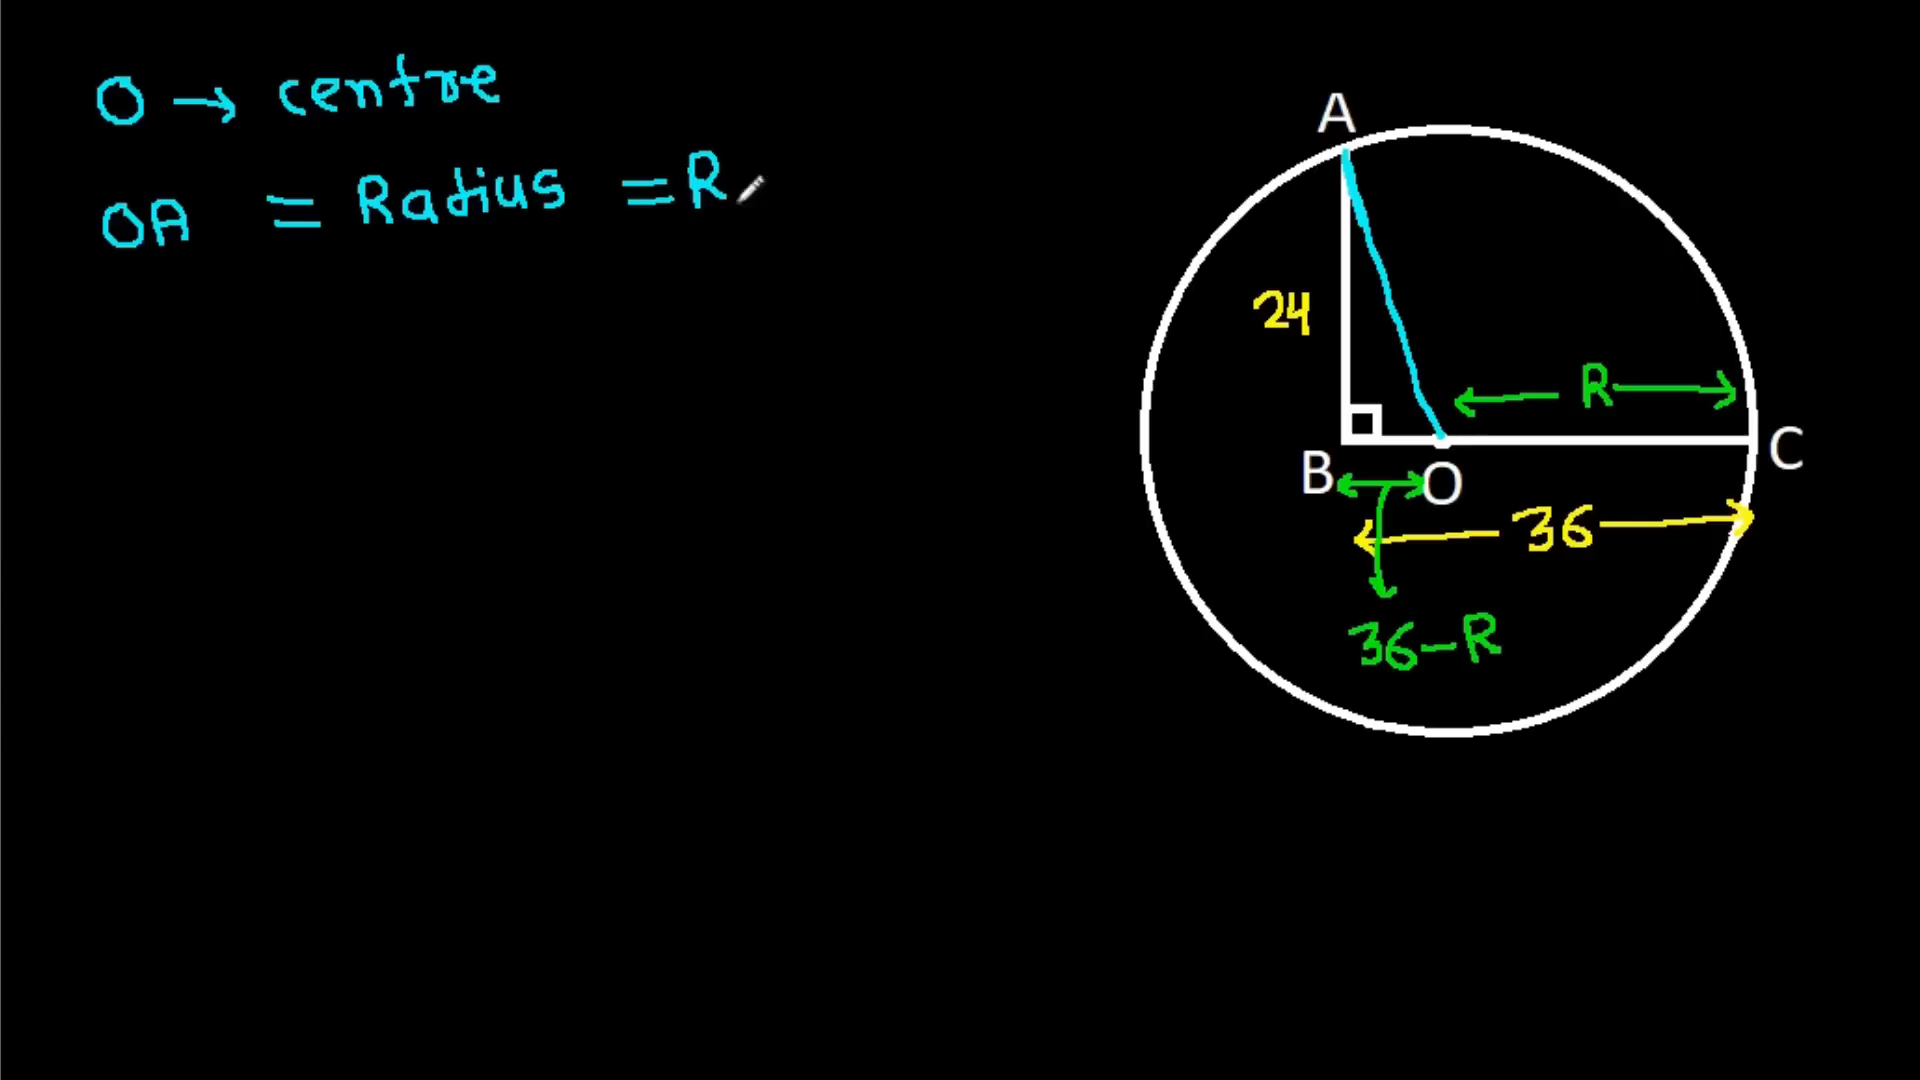 O → centre
OA = Radius = R
A
24
R
B
O
C
36
36-R